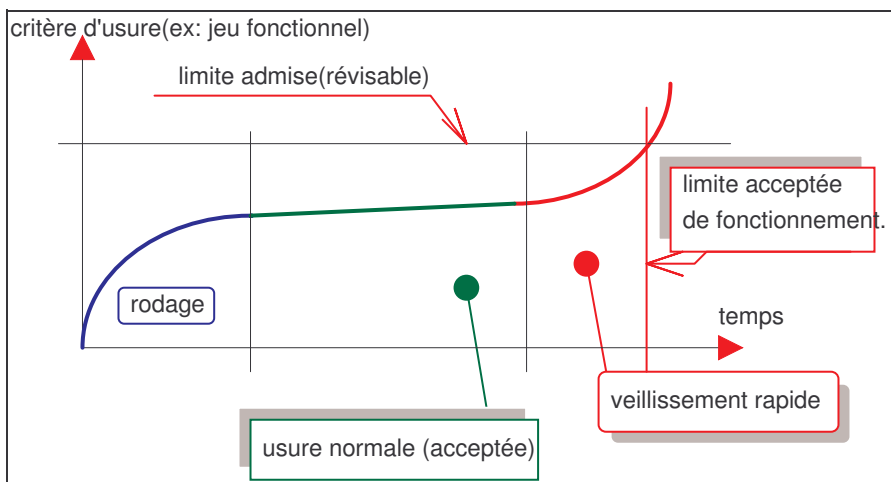 critère d'usure(ex: jeu fonctionnel)
limite admise(révisable)
limite acceptée
de fonctionnement.
rodage
temps
veillissement rapide
usure normale (acceptée)